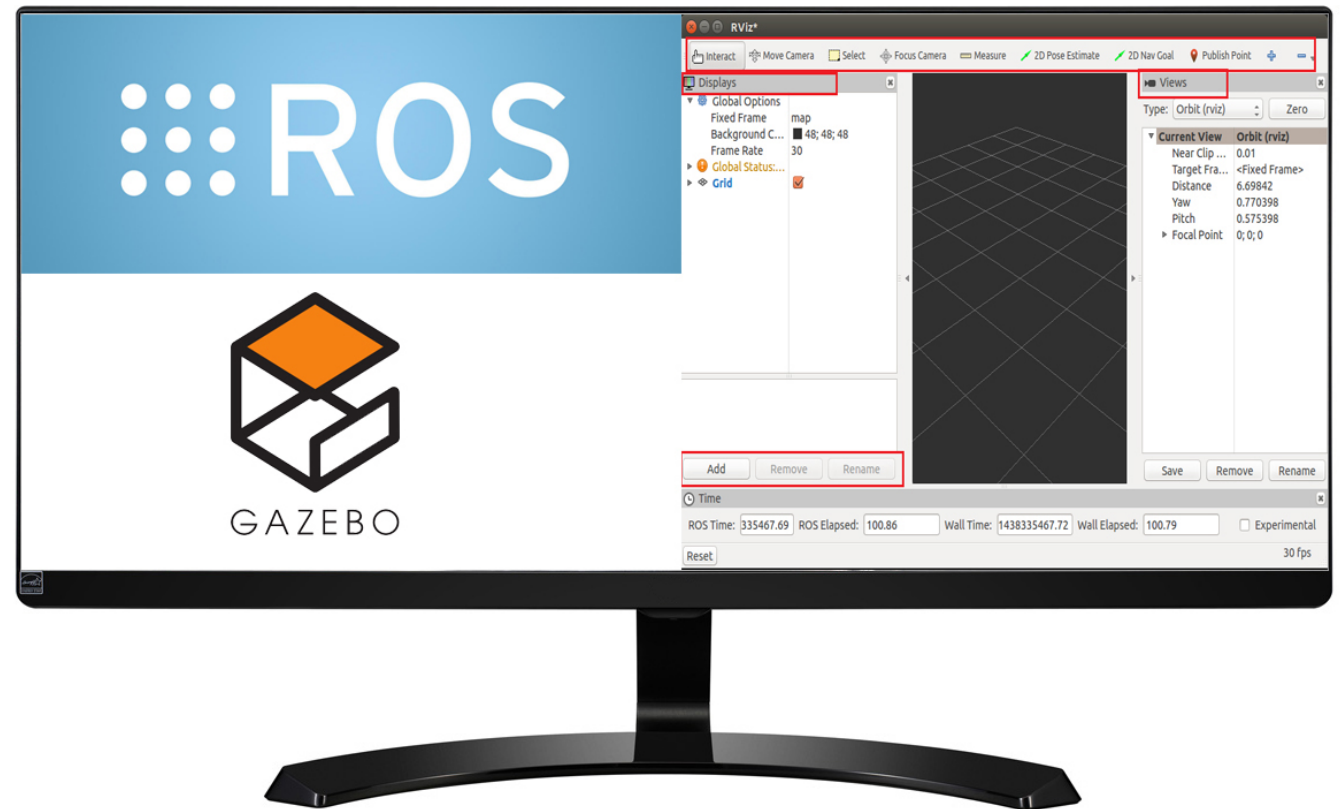 ROS
GAZEBO
RViz*
Interact Move Camera Select Focus Camera Measure 2D Pose Estimate 2D Nav Goal Publish Point
Displays
Global Options
Fixed Frame map
Background C... 48; 48; 48
Frame Rate 30
Global Status:...
Grid
Add Remove Rename
Views
Type: Orbit (rviz) Zero
Current View Orbit (rviz)
Near Clip ... 0.01
Target Fra... <Fixed Frame>
Distance 6.69842
Yaw 0.770398
Pitch 0.575398
Focal Point 0; 0; 0
Save Remove Rename
Time
ROS Time: 335467.69 ROS Elapsed: 100.86 Wall Time: 1438335467.72 Wall Elapsed: 100.79 Experimental
Reset 30 fps